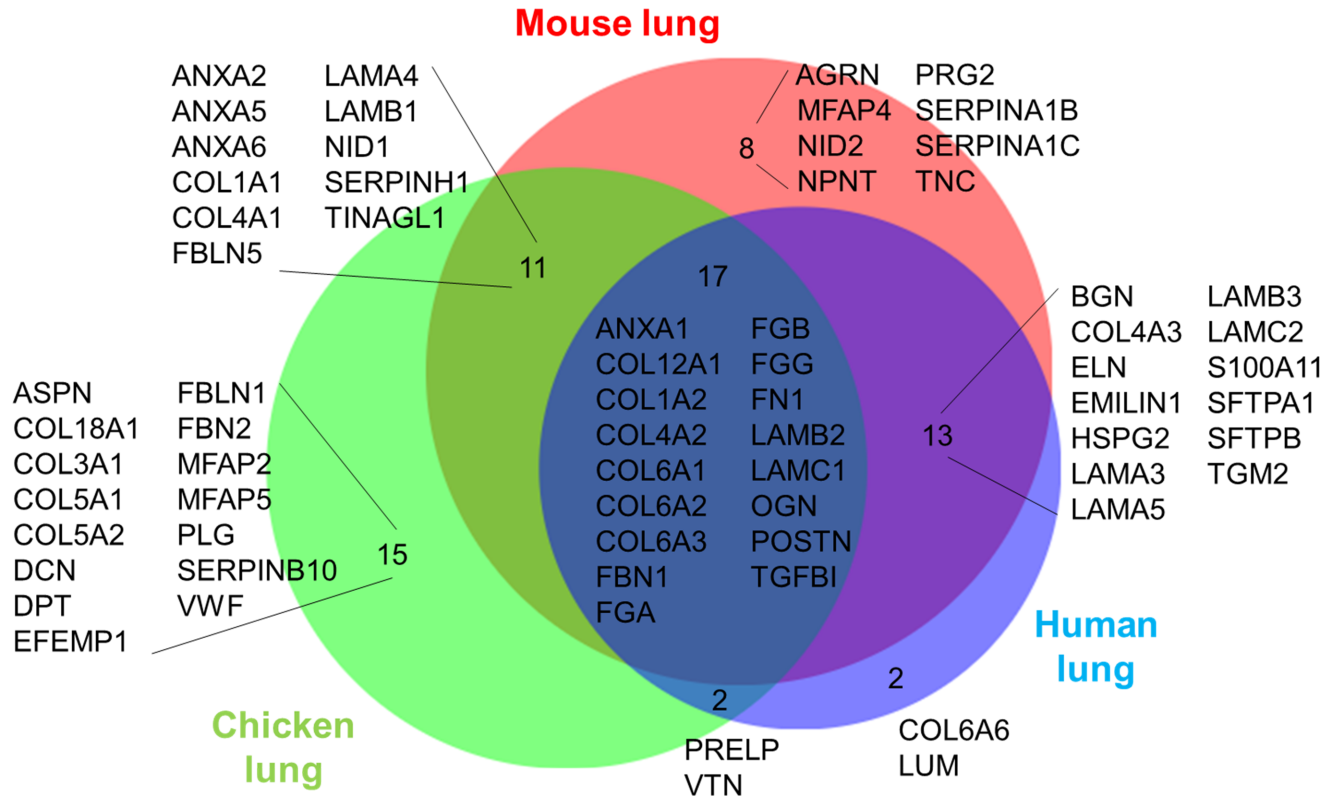 Mouse lung
ANXA2 LAMA4
ANXA5 LAMB1
ANXA6 NID1
COL1A1 SERPINH1
COL4A1 TINAGL1
FBLN5
11
AGRN PRG2
MFAP4 SERPINA1B
NID2 SERPINA1C
NPNT TNC
8
17
ANXA1 FGB
COL12A1 FGG
COL1A2 FN1
COL4A2 LAMB2
COL6A1 LAMC1
COL6A2 OGN
COL6A3 POSTN
FBN1 TGFBI
FGA
BGN LAMB3
COL4A3 LAMC2
ELN S100A11
EMILIN1 SFTPA1
HSPG2 SFTPB
LAMA3 TGM2
LAMA5
13
ASPN FBLN1
COL18A1 FBN2
COL3A1 MFAP2
COL5A1 MFAP5
COL5A2 PLG
DCN SERPINB10
DPT VWF
EFEMP1
15
Human
lung
2
COL6A6
LUM
2
PRELP
VTN
Chicken
lung